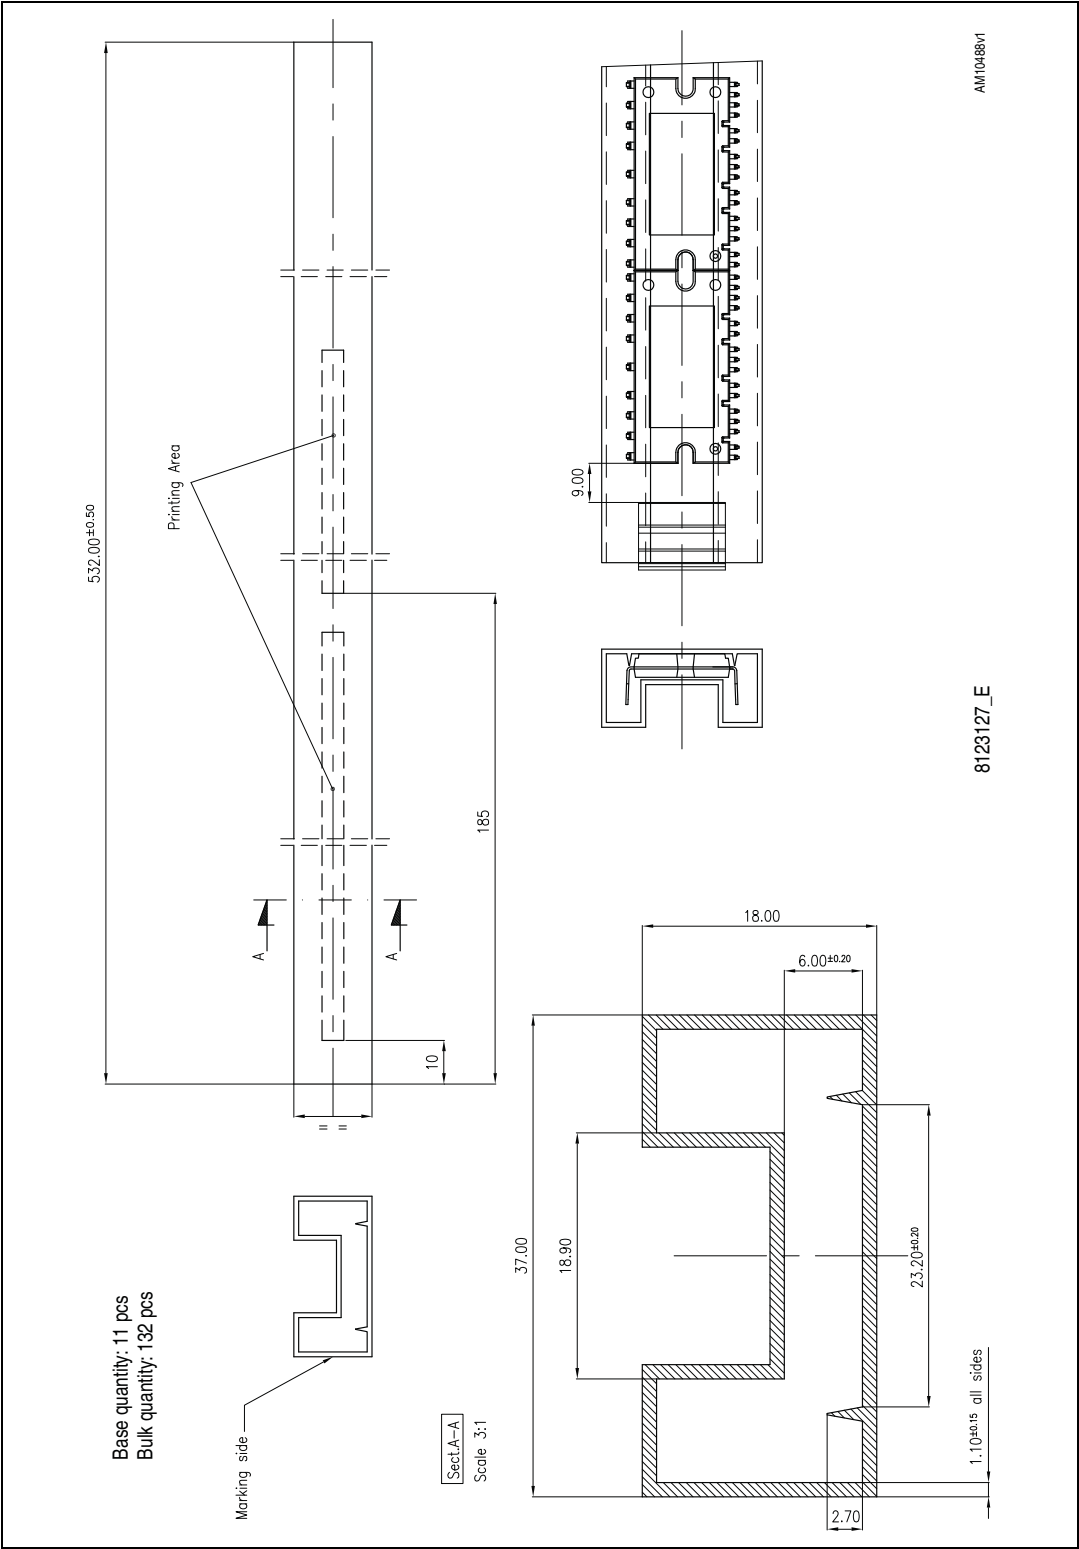 Base quantity: 11 pcs
Bulk quantity: 132 pcs
532.00±0.50
Printing Area
Marking side
= =
A
A
10
185
Sect.A-A
Scale 3:1
37.00
18.90
18.00
6.00±0.20
23.20±0.20
2.70
1.10±0.15 all sides
9.00
8123127_E
AM10488v1